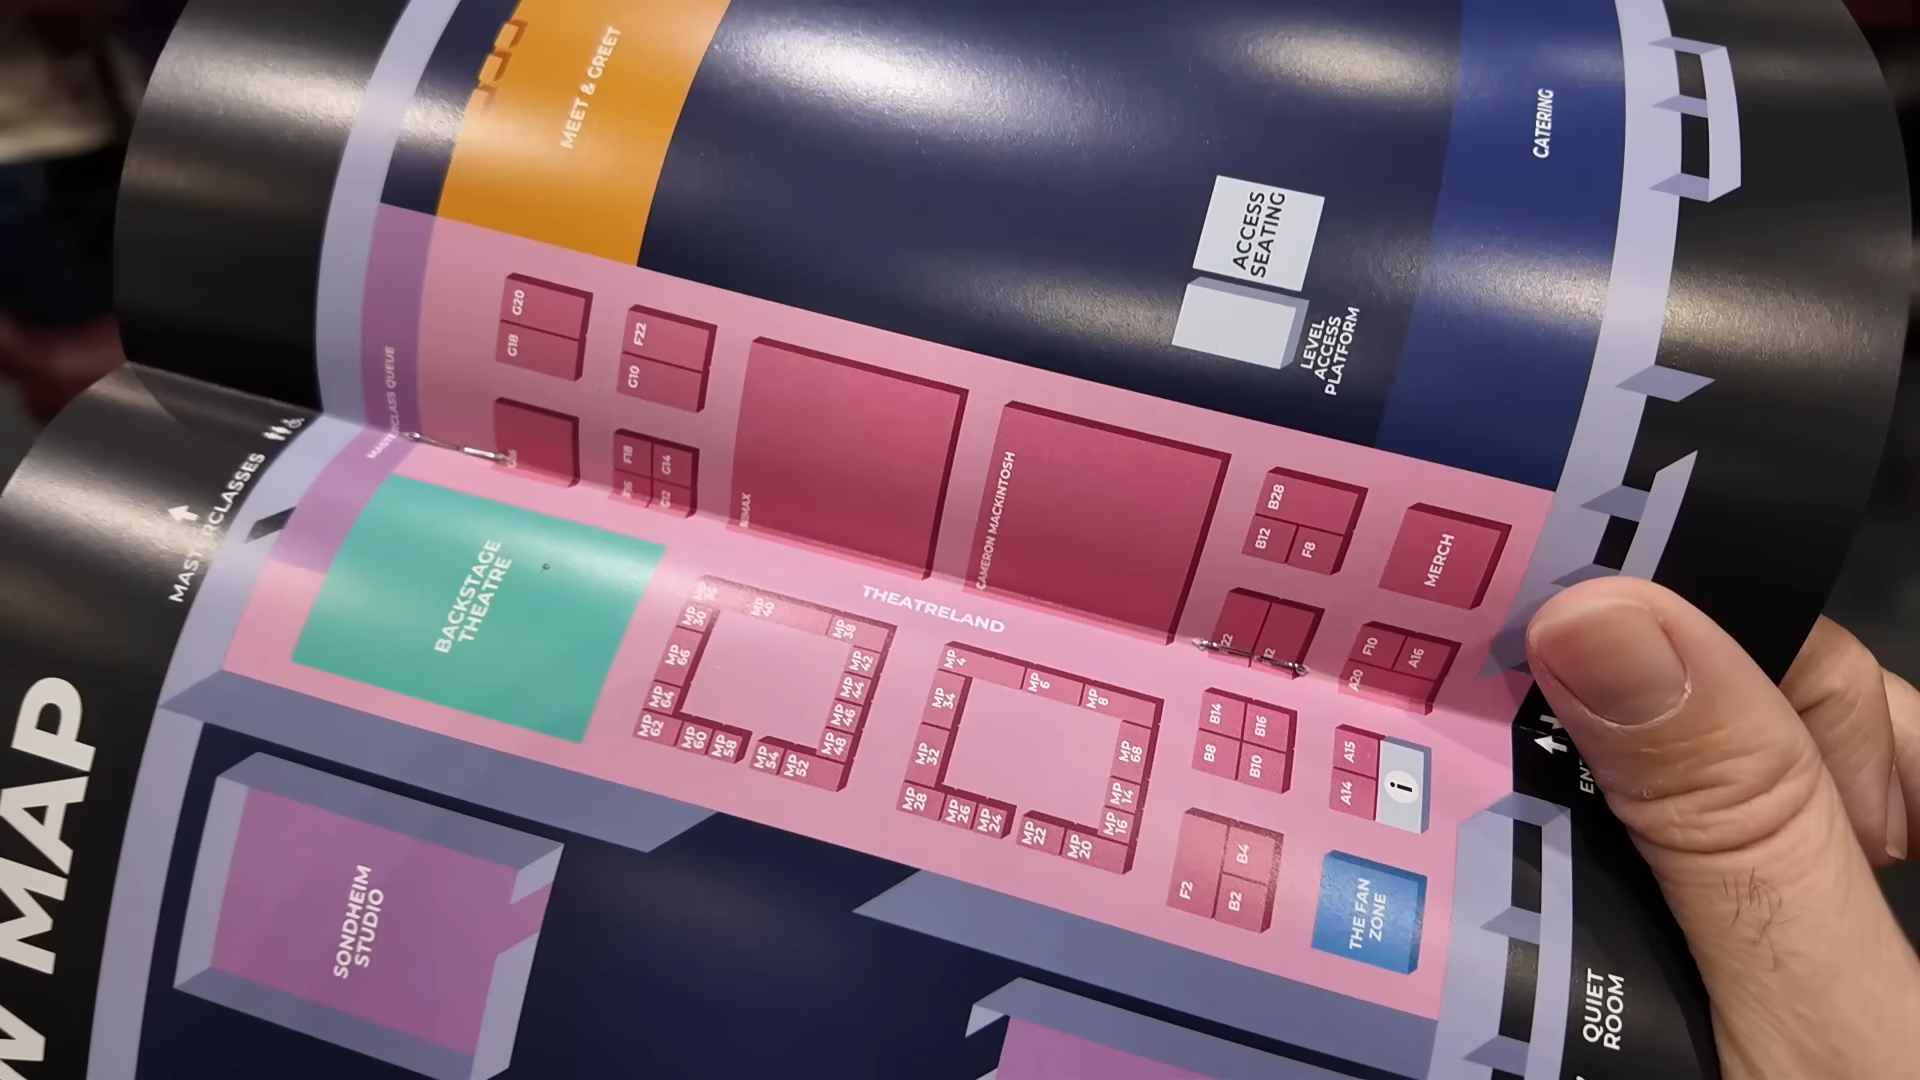 MEET & GREET
CATERING
ACCESS
SEATING
LEVEL
ACCESS
PLATFORM
G20
G18
F22
G10
MASTERCLASS QUEUE
MASTERCLASSES
F18
G14
G12
NIMAX
CAMERON MACKINTOSH
B28
B12
F8
MERCH
BACKSTAGE
THEATRE
THEATRELAND
MP
30
MP
40
MP
38
MP
66
MP
42
MP
44
MP
64
MP
46
MP
62
MP
48
MP
60
MP
58
MP
54
MP
52
MP
4
MP
6
MP
8
MP
34
MP
32
MP
68
MP
28
MP
14
MP
26
MP
24
MP
16
MP
22
MP
20
F10
A16
A20
B14
B16
B8
B10
A15
A14
i
F2
B4
B2
THE FAN
ZONE
SONDHEIM
STUDIO
MAP
QUIET
ROOM